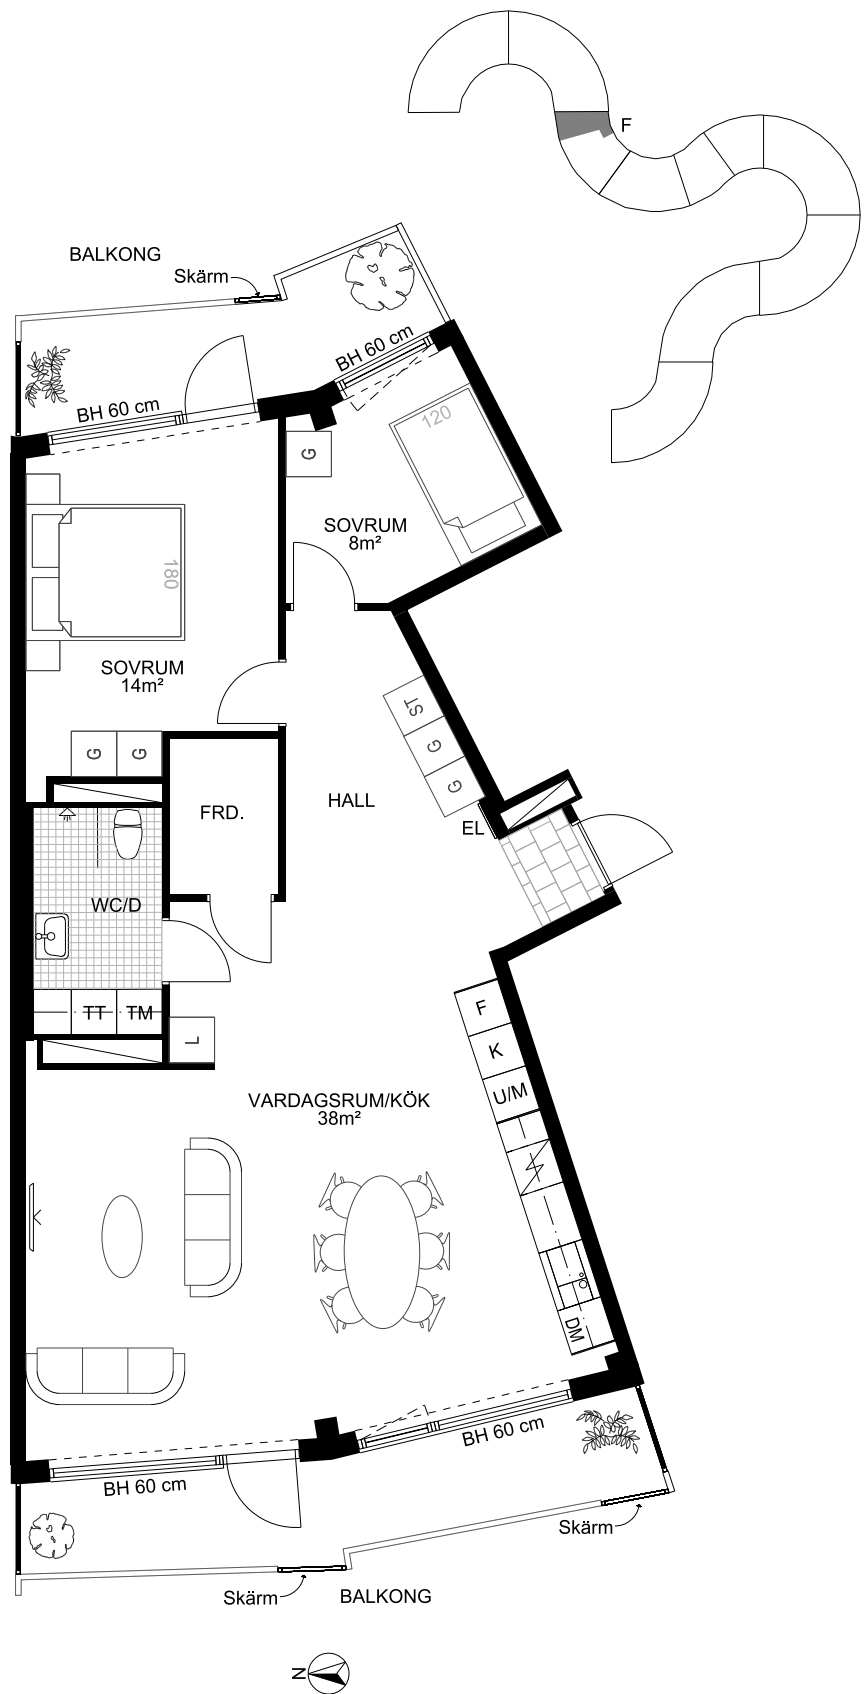 F
BALKONG
Skärm
BH 60 cm
BH 60 cm
120
G
SOVRUM
8m²
180
SOVRUM
14m²
ST
G
G
G
G
HALL
FRD.
EL
WC/D
TT
TM
L
F
K
U/M
VARDAGSRUM/KÖK
38m²
DM
BH 60 cm
BH 60 cm
Skärm
Skärm
BALKONG
N